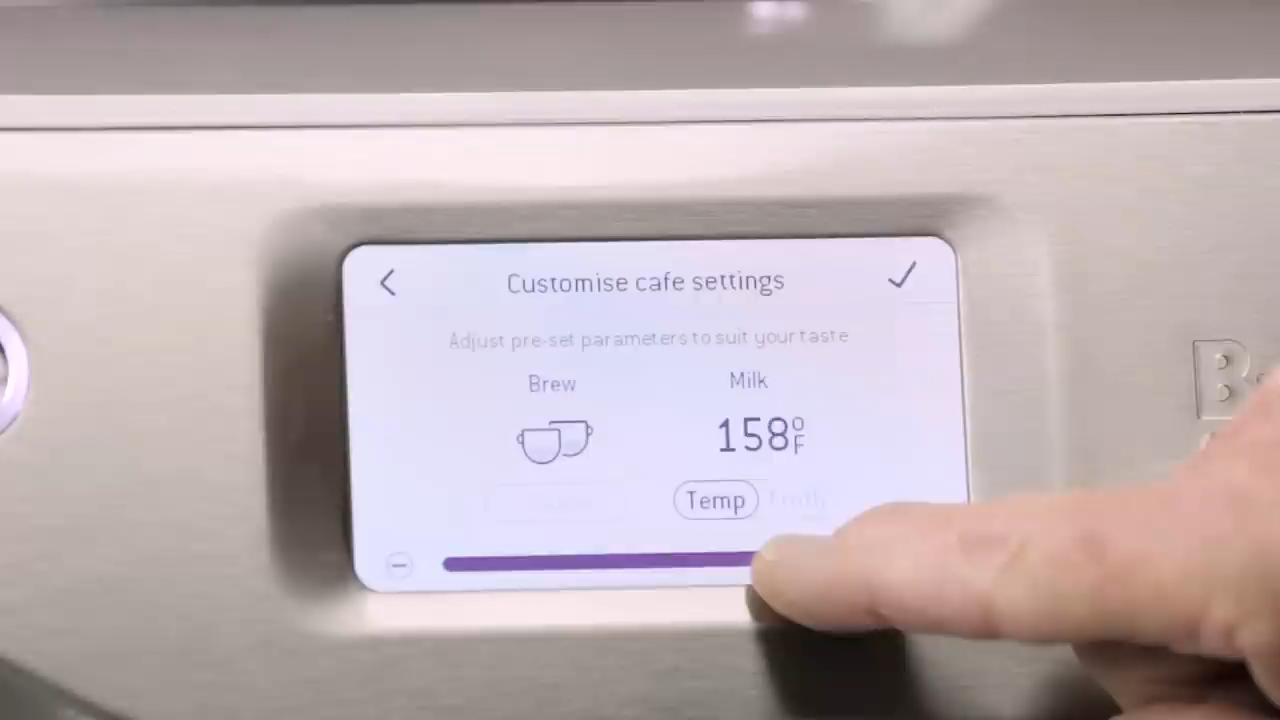 Customise cafe settings
Adjust pre-set parameters to suit your taste
Brew Milk
158°F
Temp Froth
B